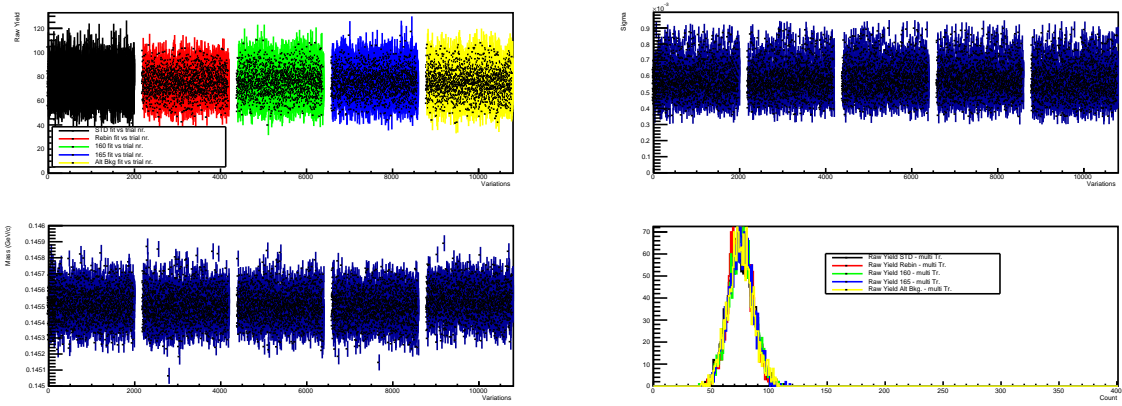 Raw Yield
120
100
80
60
40
20
0
STD fit vs trial nr.
Rebin fit vs trial nr.
160 fit vs trial nr.
165 fit vs trial nr.
Alt Bkg fit vs trial nr.
0 2000 4000 6000 8000 10000
Variations
Sigma
0.9
0.8
0.7
0.6
0.5
0.4
0.3
0.2
0.1
0
0 2000 4000 6000 8000 10000
Variations
Mass (GeV/c)
0.146
0.1459
0.1458
0.1457
0.1456
0.1455
0.1454
0.1453
0.1452
0.1451
0.145
0 2000 4000 6000 8000 10000
Variations
70
60
50
40
30
20
10
0
Raw Yield STD - multi Tr.
Raw Yield Rebin - multi Tr.
Raw Yield 160 - multi Tr.
Raw Yield 165 - multi Tr.
Raw Yield Alt Bkg. - multi Tr.
0 50 100 150 200 250 300 350 400
Count